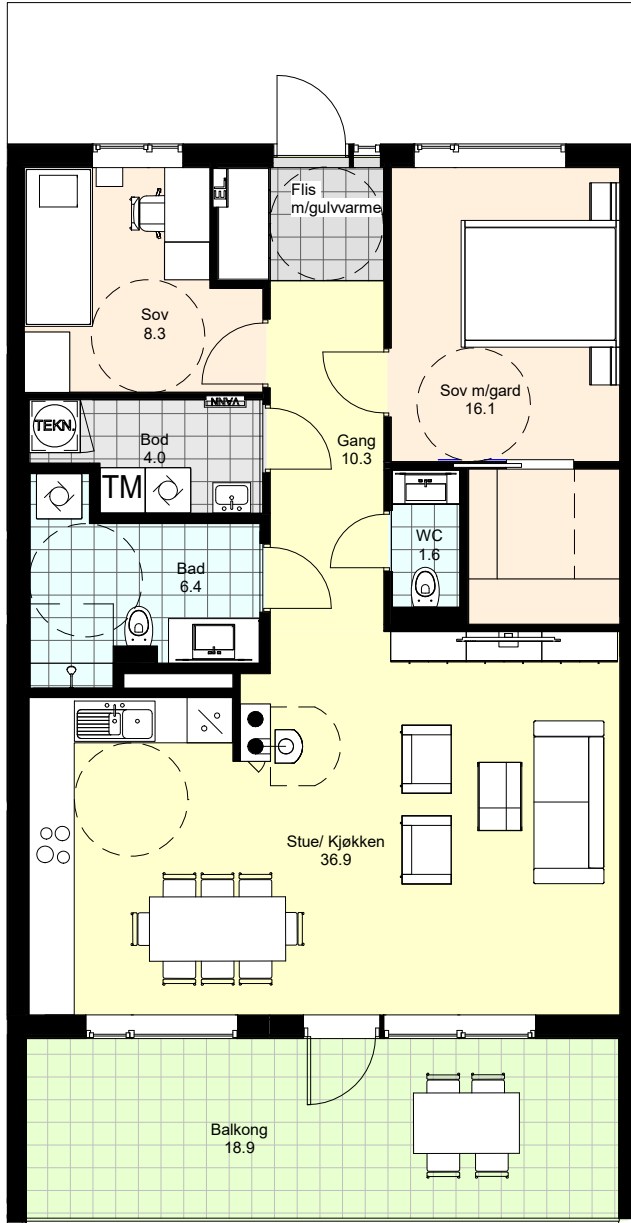 Flis
m/gulvvarme
E
Sov
8.3
Sov m/gard
16.1
VANN
TEKN.
Bod
4.0
Gang
10.3
TM
WC
1.6
Bad
6.4
Stue/ Kjøkken
36.9
Balkong
18.9